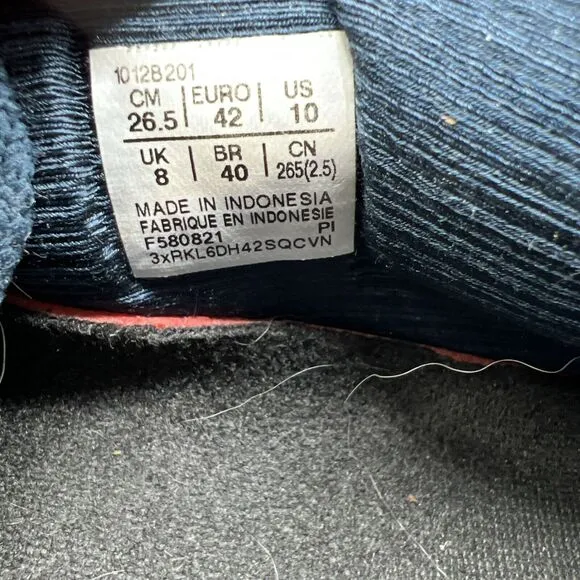 1012B201
CM | EURO | US
26.5 | 42 | 10
UK | BR | CN
8 | 40 | 265(2.5)
MADE IN INDONESIA
FABRIQUE EN INDONESIE
F580821 PI
3xRKL6DH42SQCVN